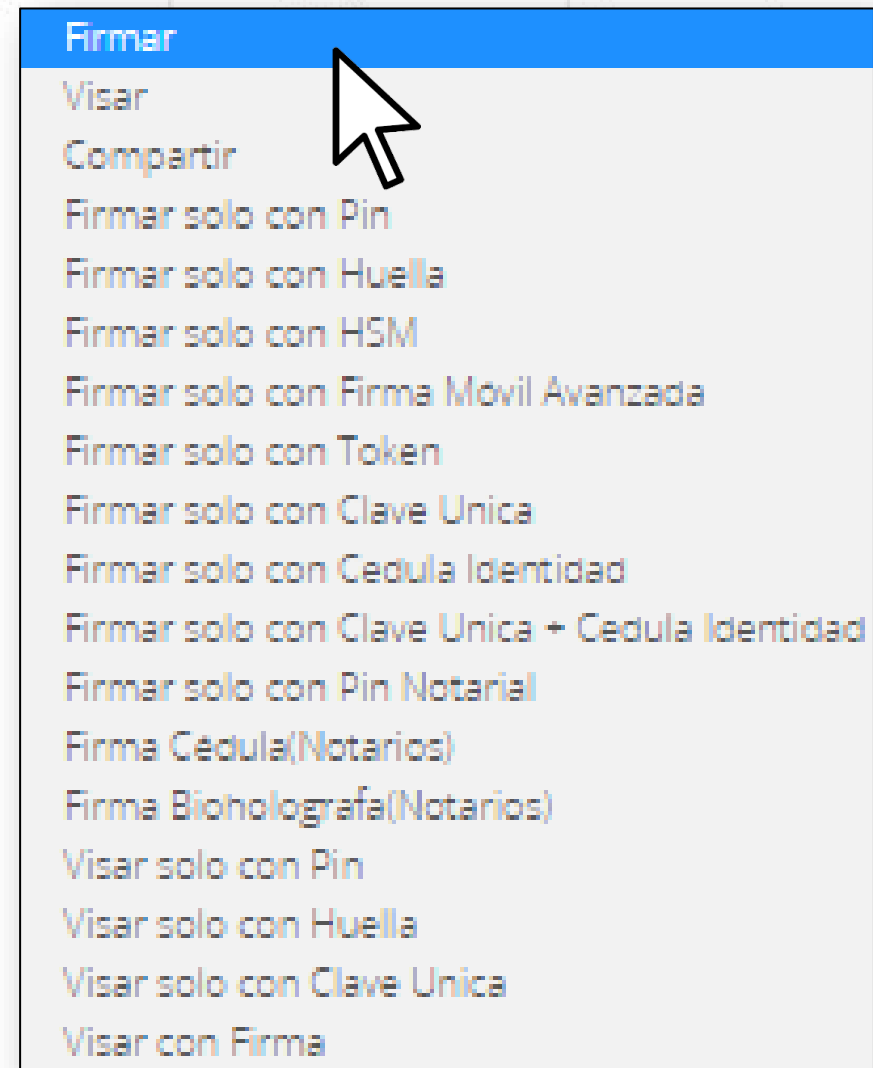 Firmar
Visar
Compartir
Firmar solo con Pin
Firmar solo con Huella
Firmar solo con HSM
Firmar solo con Firma Móvil Avanzada
Firmar solo con Token
Firmar solo con Clave Unica
Firmar solo con Cedula Identidad
Firmar solo con Clave Unica + Cedula Identidad
Firmar solo con Pin Notarial
Firma Cédula(Notarios)
Firma Bioholografa(Notarios)
Visar solo con Pin
Visar solo con Huella
Visar solo con Clave Unica
Visar con Firma